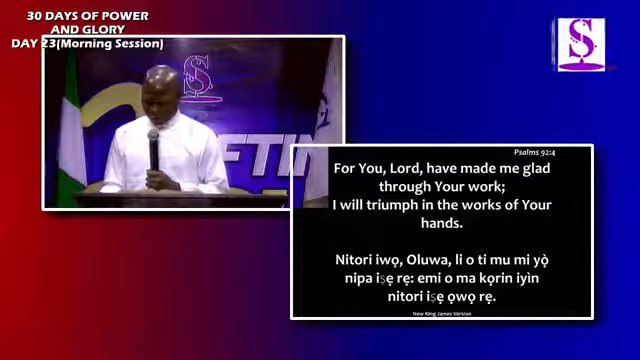 30 DAYS OF POWER
AND GLORY
DAY 23(Morning Session)
S
S
FTIN
Psalms 92:4
For You, Lord, have made me glad
through Your work;
I will triumph in the works of Your
hands.
Nitori iwọ, Oluwa, li o ti mu mi yọ̀
nipa iṣẹ rẹ: emi o ma kọrin iyìn
nitori iṣẹ ọwọ rẹ.
New King James Version